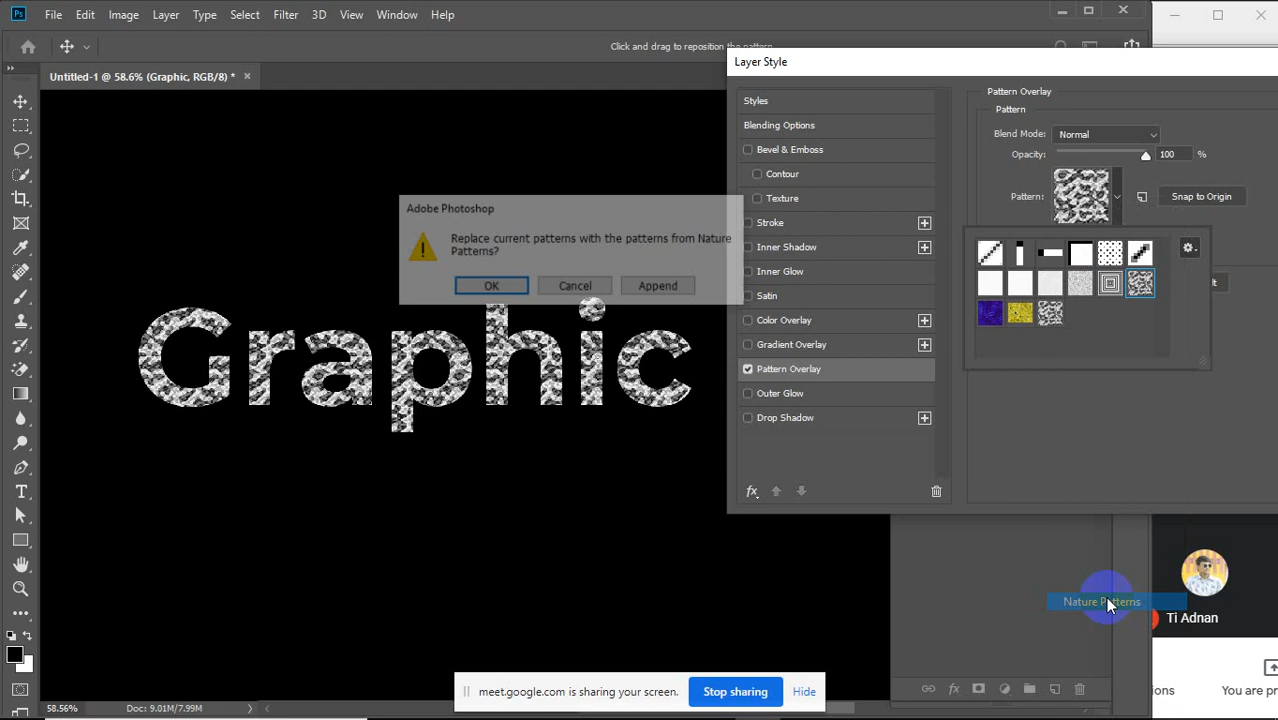 Ps File Edit Image Layer Type Select Filter 3D View Window Help
Click and drag to reposition the pattern
Untitled-1 @ 58.6% (Graphic, RGB/8) * ×
Layer Style
Styles
Blending Options
Bevel & Emboss
Contour
Texture
Stroke
Inner Shadow
Inner Glow
Satin
Color Overlay
Gradient Overlay
Pattern Overlay
Outer Glow
Drop Shadow
fx
Pattern Overlay
Pattern
Blend Mode: Normal
Opacity: 100 %
Pattern: Snap to Origin
Adobe Photoshop
Replace current patterns with the patterns from Nature
Patterns?
OK Cancel Append
Graphic
Nature Patterns
Ti Adnan
meet.google.com is sharing your screen. Stop sharing Hide
fx
You are pr
58.56% Doc: 9.01M/7.99M